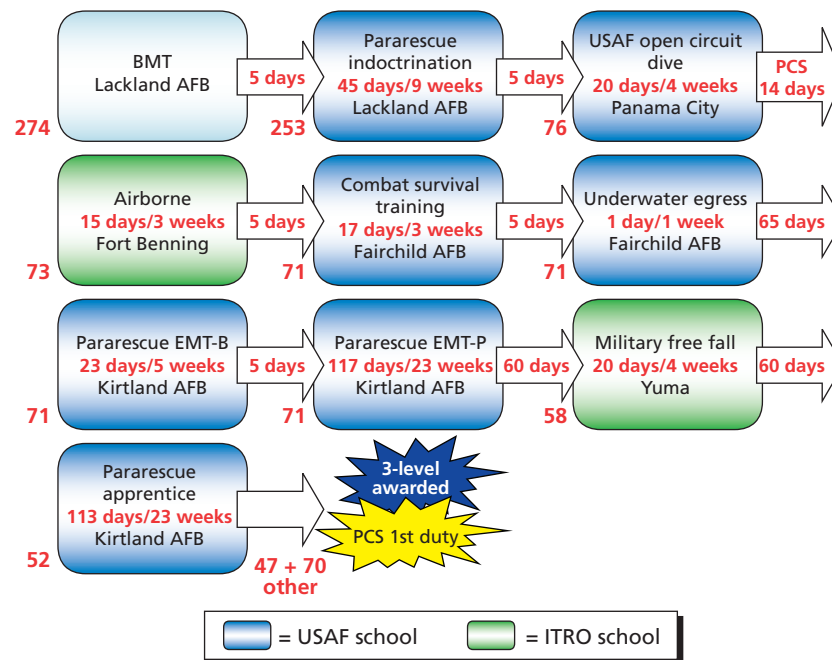 BMT
Lackland AFB
274
5 days
Pararescue
indoctrination
45 days/9 weeks
Lackland AFB
253
5 days
USAF open circuit
dive
20 days/4 weeks
Panama City
76
PCS
14 days
Airborne
15 days/3 weeks
Fort Benning
73
5 days
Combat survival
training
17 days/3 weeks
Fairchild AFB
71
5 days
Underwater egress
1 day/1 week
Fairchild AFB
71
65 days
Pararescue EMT-B
23 days/5 weeks
Kirtland AFB
71
5 days
Pararescue EMT-P
117 days/23 weeks
Kirtland AFB
71
60 days
Military free fall
20 days/4 weeks
Yuma
58
60 days
Pararescue
apprentice
113 days/23 weeks
Kirtland AFB
52
47 + 70
other
3-level
awarded
PCS 1st duty
= USAF school
= ITRO school